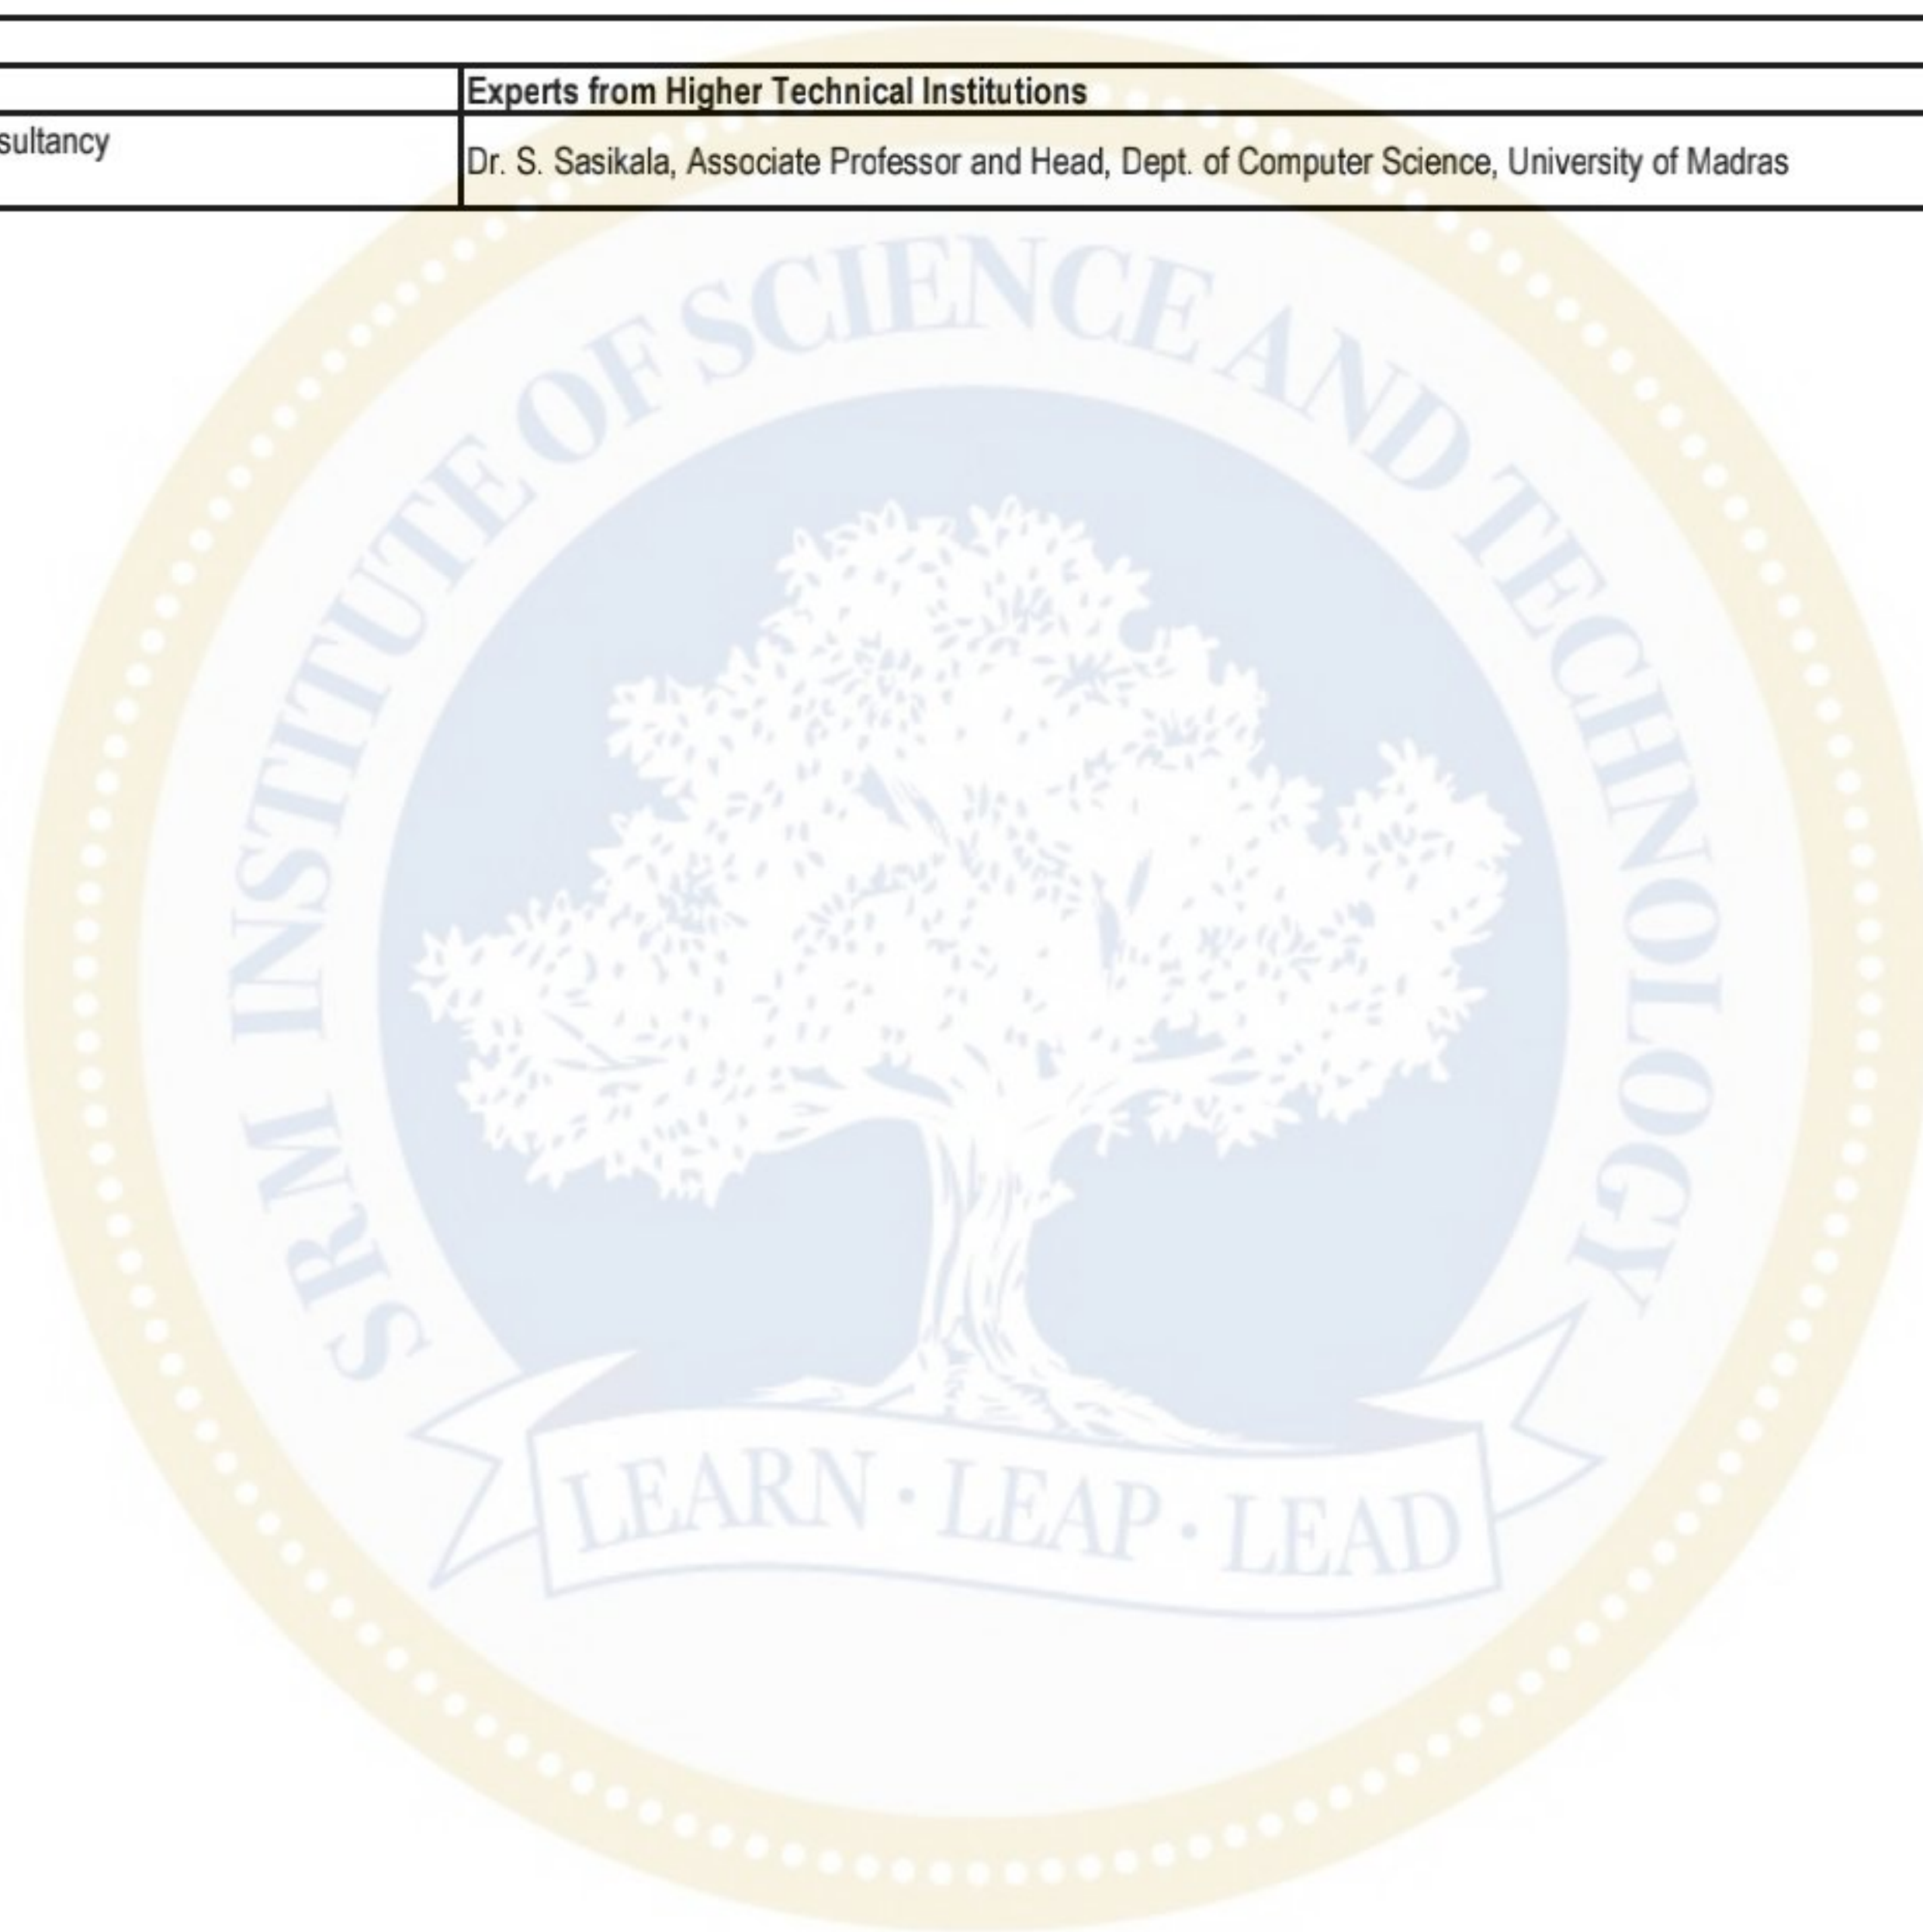 Experts from Higher Technical Institutions
sultancy
Dr. S. Sasikala, Associate Professor and Head, Dept. of Computer Science, University of Madras
SRM INSTITUTE OF SCIENCE AND TECHNOLOGY
LEARN · LEAP · LEAD